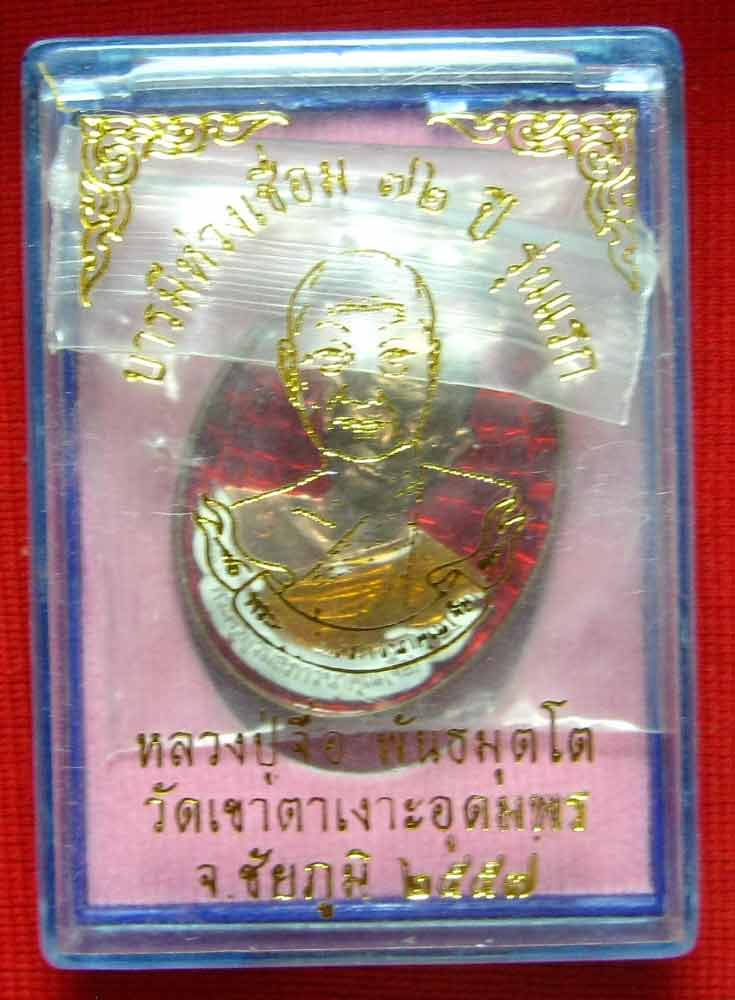 บารมีห่วงเชื่อม ๗๒ ปี รุ่นแรก
หลวงปู่จือ พันธมุตโต
วัดเขาตาเงาะอุดมพร
จ.ชัยภูมิ ๒๕๕๗